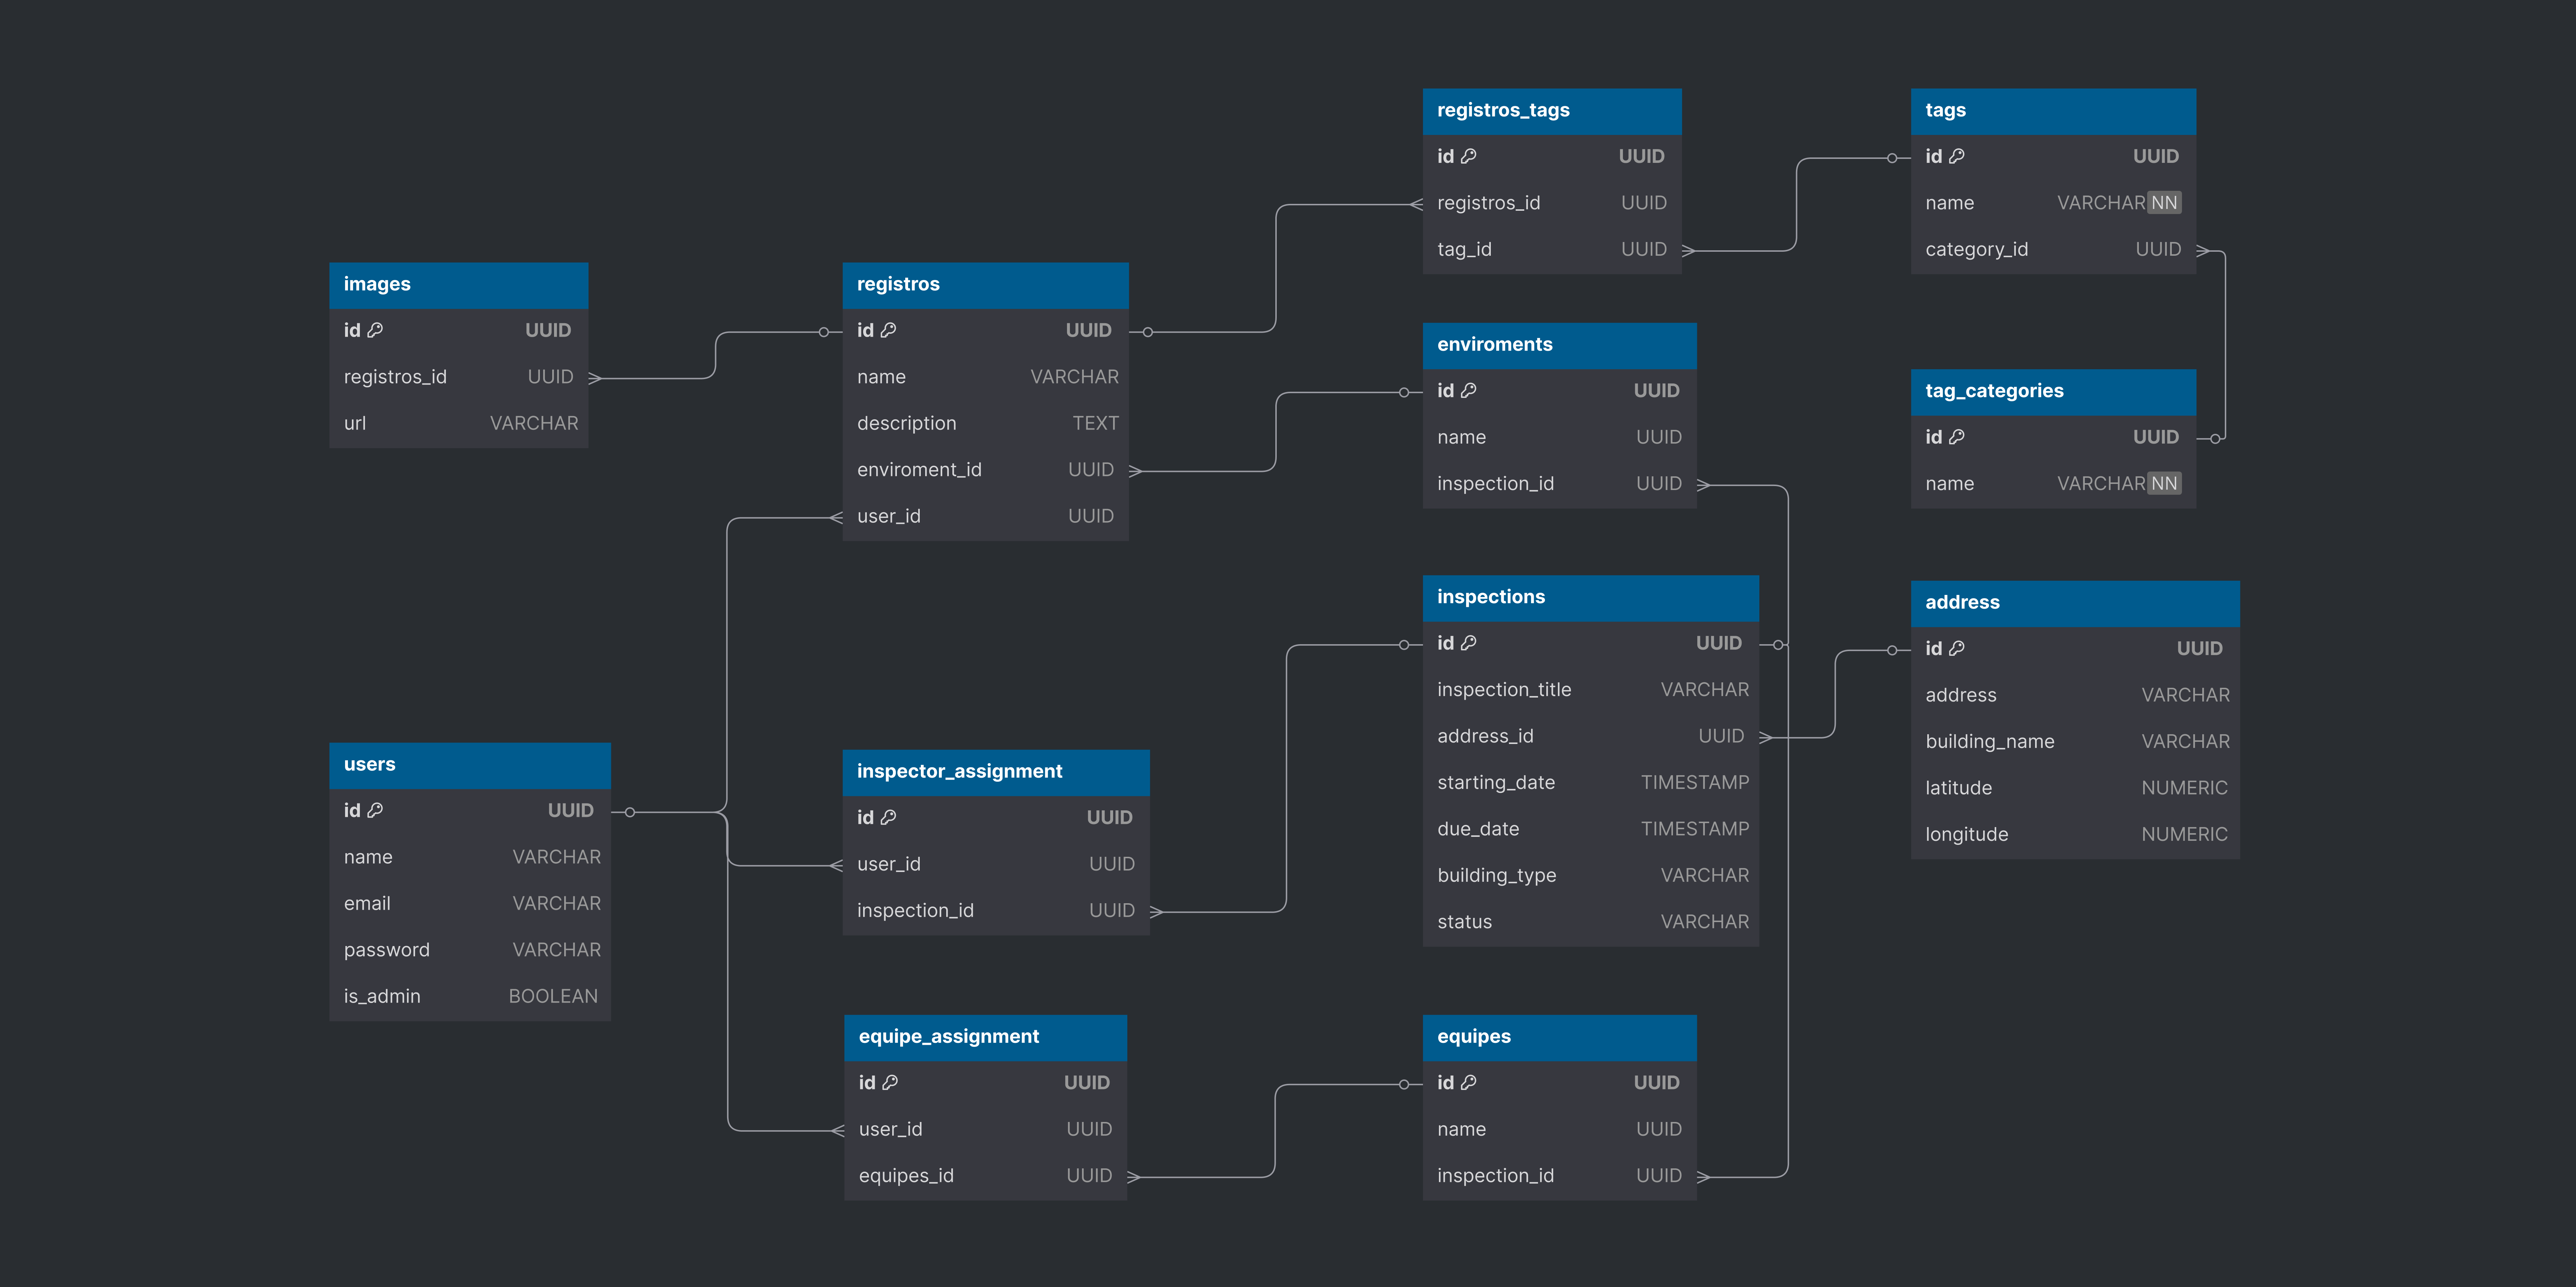 registros_tags
id UUID
registros_id UUID
tag_id UUID
tags
id UUID
name VARCHAR NN
category_id UUID
images
id UUID
registros_id UUID
url VARCHAR
registros
id UUID
name VARCHAR
description TEXT
enviroment_id UUID
user_id UUID
enviroments
id UUID
name UUID
inspection_id UUID
tag_categories
id UUID
name VARCHAR NN
inspections
id UUID
inspection_title VARCHAR
address_id UUID
starting_date TIMESTAMP
due_date TIMESTAMP
building_type VARCHAR
status VARCHAR
address
id UUID
address VARCHAR
building_name VARCHAR
latitude NUMERIC
longitude NUMERIC
users
id UUID
name VARCHAR
email VARCHAR
password VARCHAR
is_admin BOOLEAN
inspector_assignment
id UUID
user_id UUID
inspection_id UUID
equipe_assignment
id UUID
user_id UUID
equipes_id UUID
equipes
id UUID
name UUID
inspection_id UUID